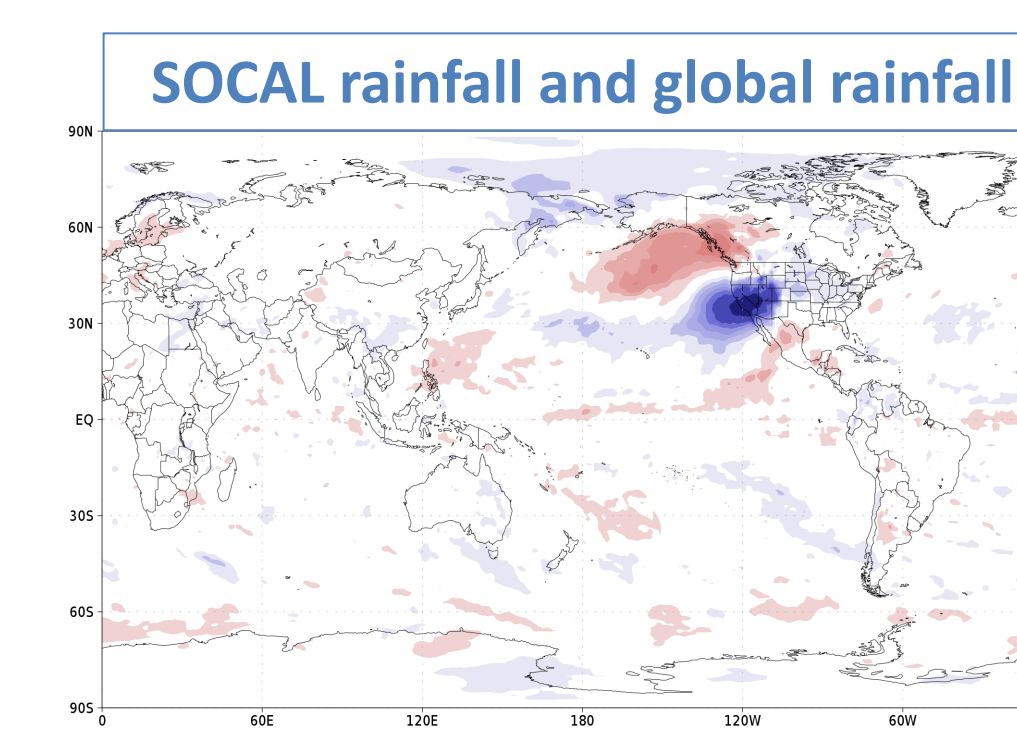 SOCAL rainfall and global rainfall
90N
60N
30N
EQ
30S
60S
90S
0 60E 120E 180 120W 60W